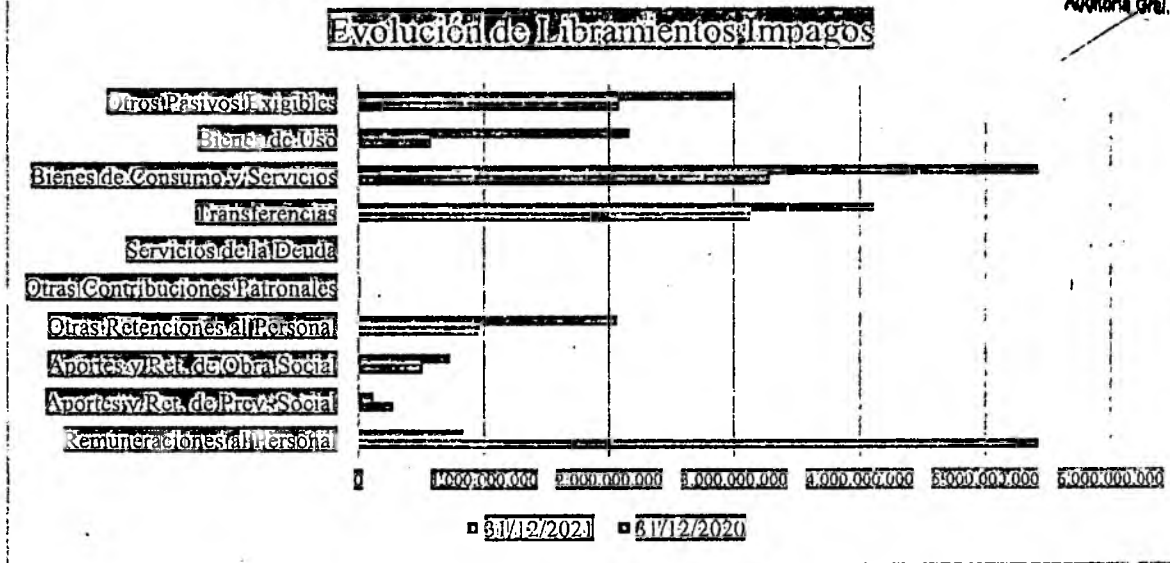 Auditoria Gral.
Evolución de Libramientos Impagos
Otros Pasivos Exigibles
Bienes de Uso
Bienes de Consumo y Servicios
Transferencias
Servicios de la Deuda
Otras Contribuciones Patronales
Otras Retenciones al Personal
Aportes y Ret. de Obra Social
Aportes y Ret. de Prev. Social
Remuneraciones al Personal
0 1.000.000.000 2.000.000.000 3.000.000.000 4.000.000.000 5.000.000.000 6.000.000.000
31/12/2021 31/12/2020